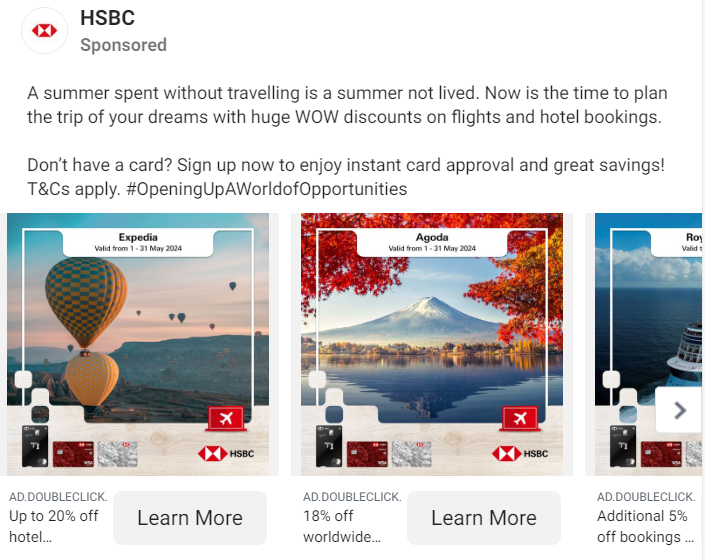 HSBC
Sponsored
A summer spent without travelling is a summer not lived. Now is the time to plan
the trip of your dreams with huge WOW discounts on flights and hotel bookings.
Don’t have a card? Sign up now to enjoy instant card approval and great savings!
T&Cs apply. #OpeningUpAWorldofOpportunities
Expedia
Valid from 1 - 31 May 2024
HSBC
AD.DOUBLECLICK.
Up to 20% off
hotel...
Learn More
Agoda
Valid from 1 - 31 May 2024
HSBC
AD.DOUBLECLICK.
18% off
worldwide...
Learn More
Roy
Valid
AD.DOUBLECLICK.
Additional 5%
off bookings ...